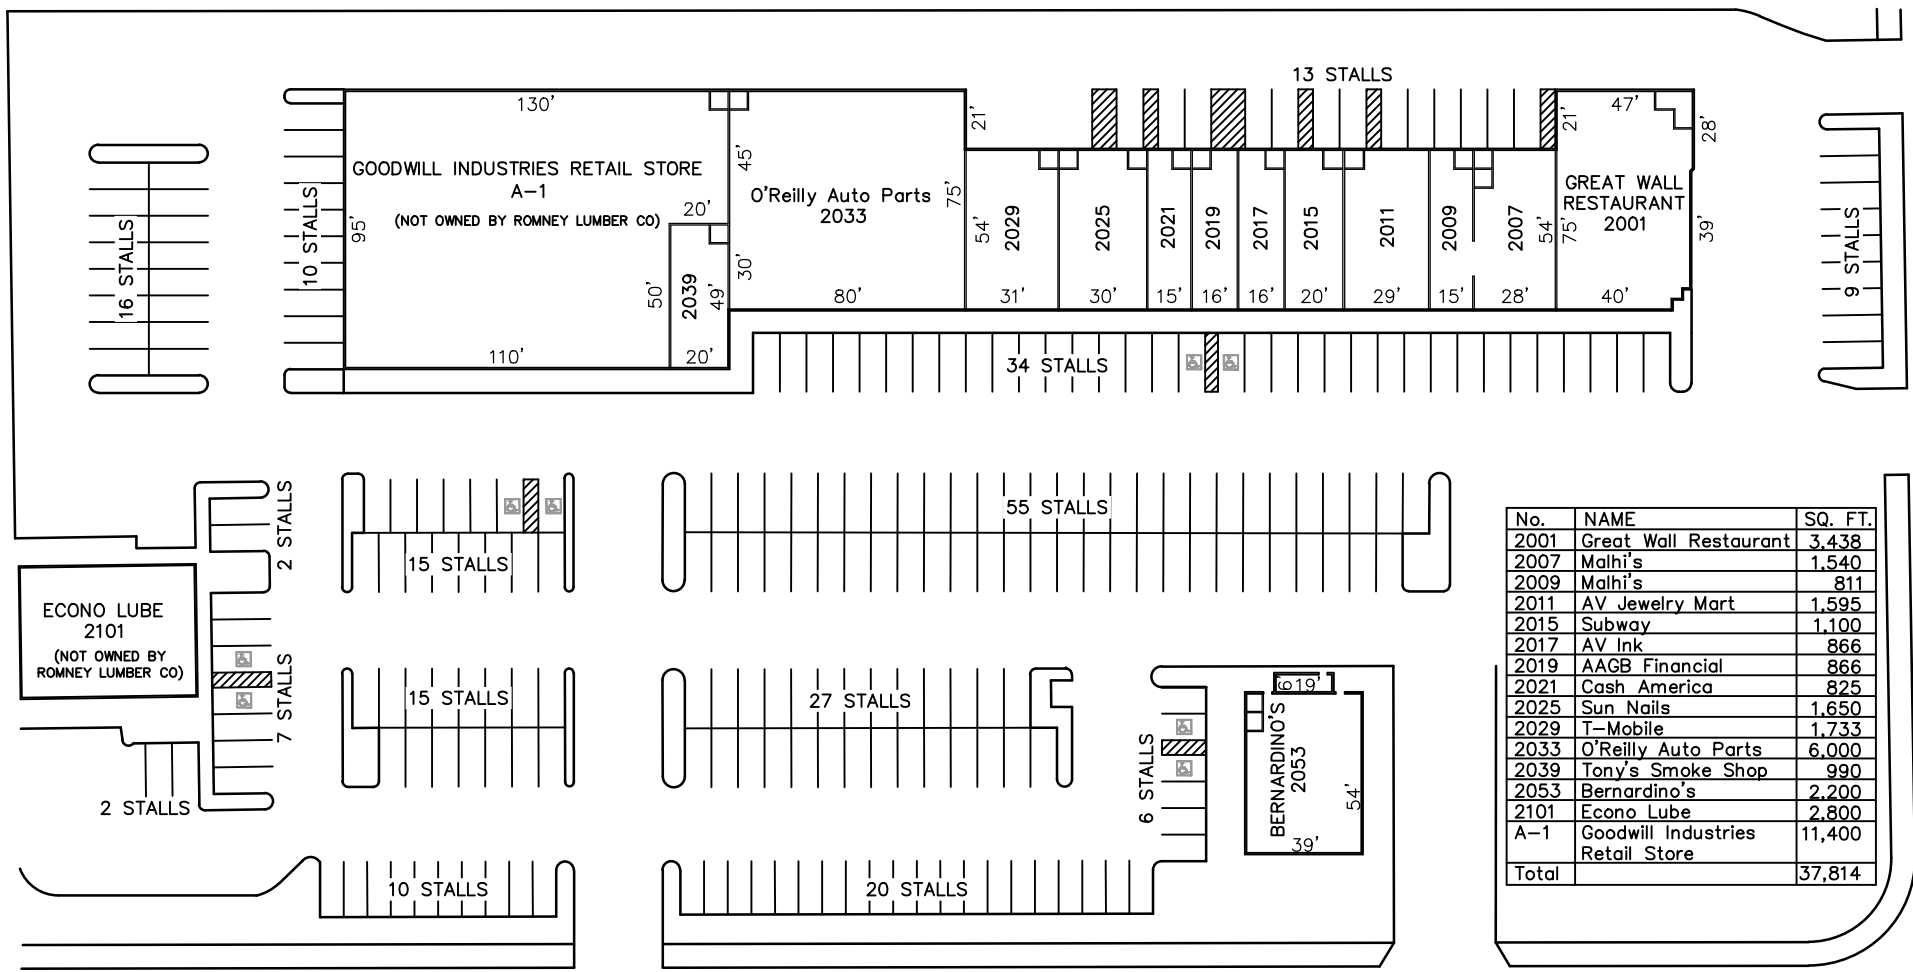 13 STALLS
130'
47'
21'
21'
28'
GOODWILL INDUSTRIES RETAIL STORE
A-1
(NOT OWNED BY ROMNEY LUMBER CO)
95'
45'
20'
30'
50'
49'
2039
110'
20'
O'Reilly Auto Parts
2033
75'
80'
54'
2029
31'
2025
30'
2021
15'
2019
16'
2017
16'
2015
20'
2011
29'
2009
15'
2007
28'
54'
75'
GREAT WALL
RESTAURANT
2001
39'
40'
16 STALLS
10 STALLS
9 STALLS
34 STALLS
2 STALLS
15 STALLS
55 STALLS
ECONO LUBE
2101
(NOT OWNED BY
ROMNEY LUMBER CO)
7 STALLS
15 STALLS
27 STALLS
2 STALLS
6 STALLS
6'
19'
BERNARDINO'S
2053
54'
39'
10 STALLS
20 STALLS
No. NAME SQ. FT.
2001 Great Wall Restaurant 3,438
2007 Malhi's 1,540
2009 Malhi's 811
2011 AV Jewelry Mart 1,595
2015 Subway 1,100
2017 AV Ink 866
2019 AAGB Financial 866
2021 Cash America 825
2025 Sun Nails 1,650
2029 T-Mobile 1,733
2033 O'Reilly Auto Parts 6,000
2039 Tony's Smoke Shop 990
2053 Bernardino's 2,200
2101 Econo Lube 2,800
A-1 Goodwill Industries 11,400
Retail Store
Total 37,814